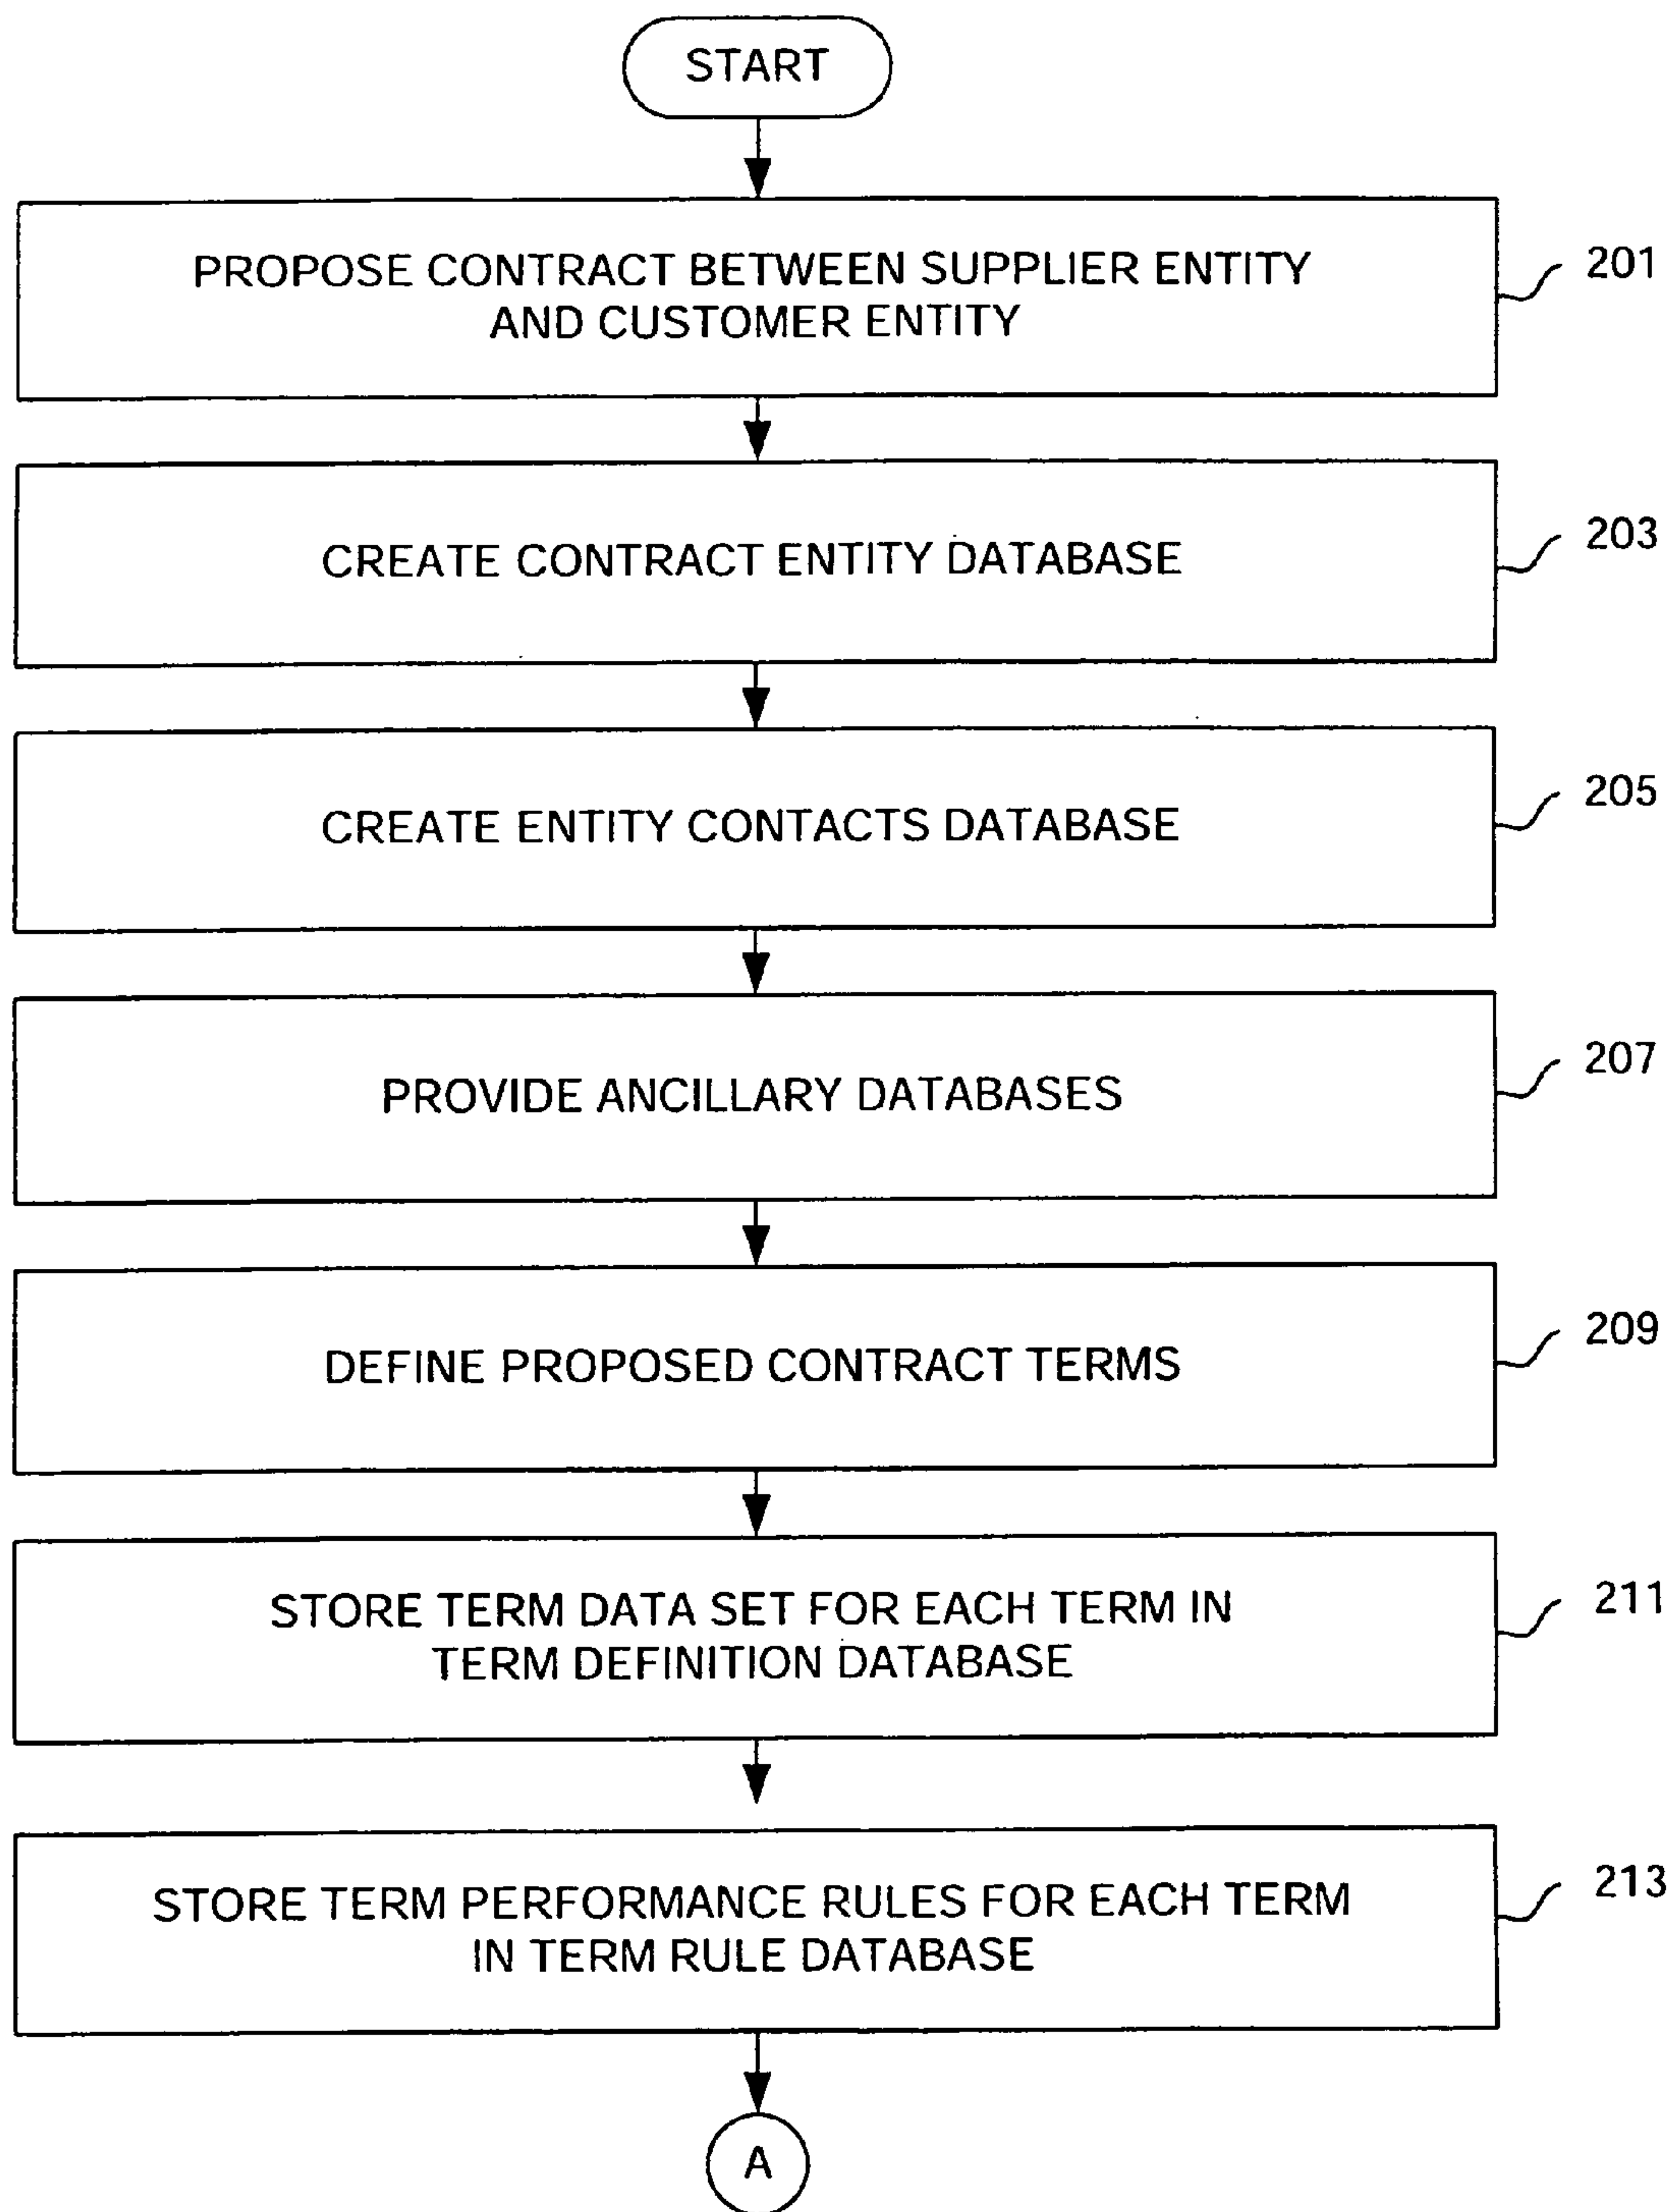 START
PROPOSE CONTRACT BETWEEN SUPPLIER ENTITY
AND CUSTOMER ENTITY
201
CREATE CONTRACT ENTITY DATABASE
203
CREATE ENTITY CONTACTS DATABASE
205
PROVIDE ANCILLARY DATABASES
207
DEFINE PROPOSED CONTRACT TERMS
209
STORE TERM DATA SET FOR EACH TERM IN
TERM DEFINITION DATABASE
211
STORE TERM PERFORMANCE RULES FOR EACH TERM
IN TERM RULE DATABASE
213
A